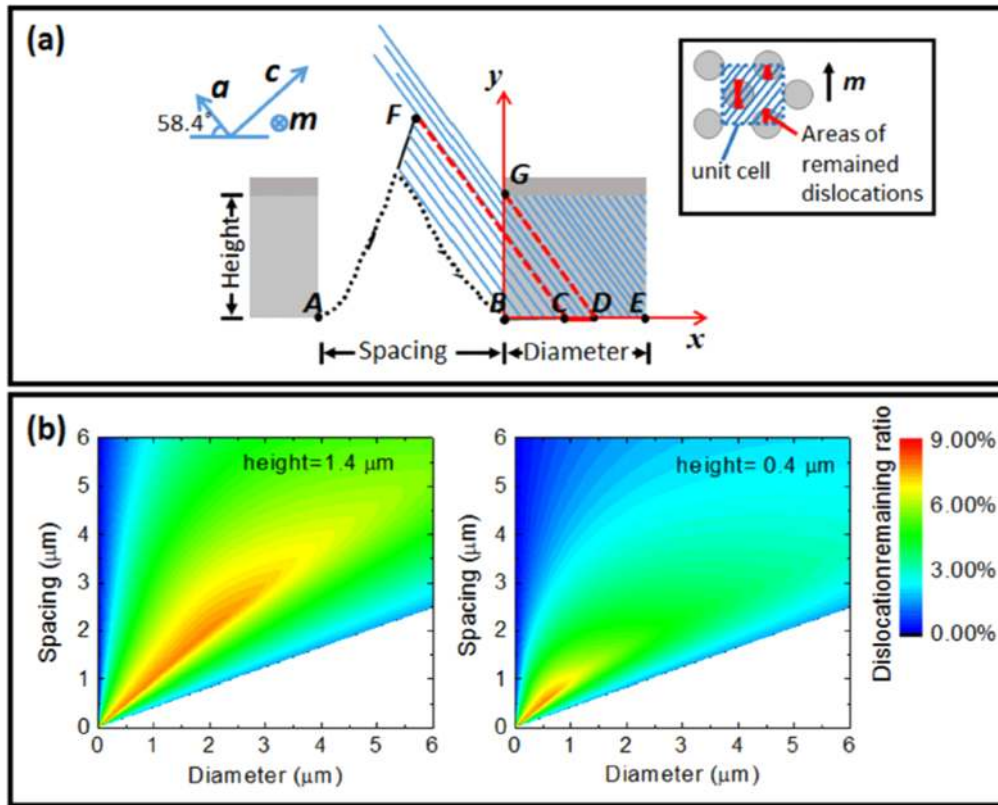 (a)
a
c
58.4°
m
F
y
G
Height
A
B
C
D
E
x
Spacing
Diameter
m
unit cell
Areas of
remained
dislocations
(b)
height=1.4 μm
Spacing (μm)
6
5
4
3
2
1
0
0 1 2 3 4 5 6
Diameter (μm)
height= 0.4 μm
Spacing (μm)
6
5
4
3
2
1
0
0 1 2 3 4 5 6
Diameter (μm)
Dislocationremaining ratio
9.00%
6.00%
3.00%
0.00%